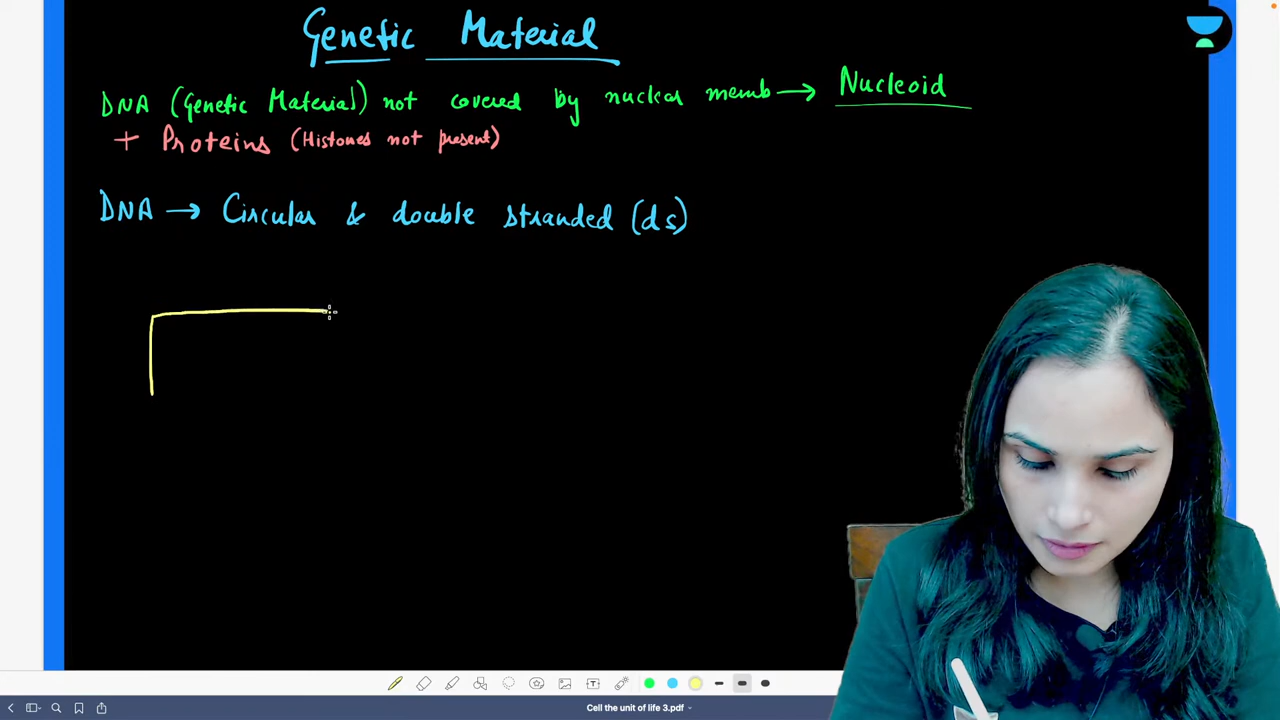 Genetic Material
DNA (Genetic Material) not covered by nuclear memb → Nucleoid
+ Proteins (Histones not present)
DNA → Circular & double stranded (ds)
Cell the unit of life 3.pdf